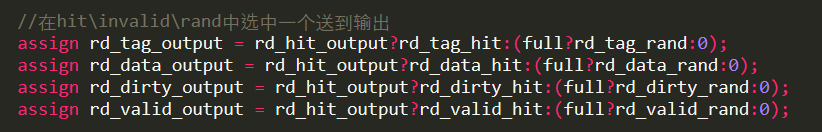 //在hit\invalid\rand中选中一个送到输出
assign rd_tag_output = rd_hit_output?rd_tag_hit:(full?rd_tag_rand:0);
assign rd_data_output = rd_hit_output?rd_data_hit:(full?rd_data_rand:0);
assign rd_dirty_output = rd_hit_output?rd_dirty_hit:(full?rd_dirty_rand:0);
assign rd_valid_output = rd_hit_output?rd_valid_hit:(full?rd_valid_rand:0);